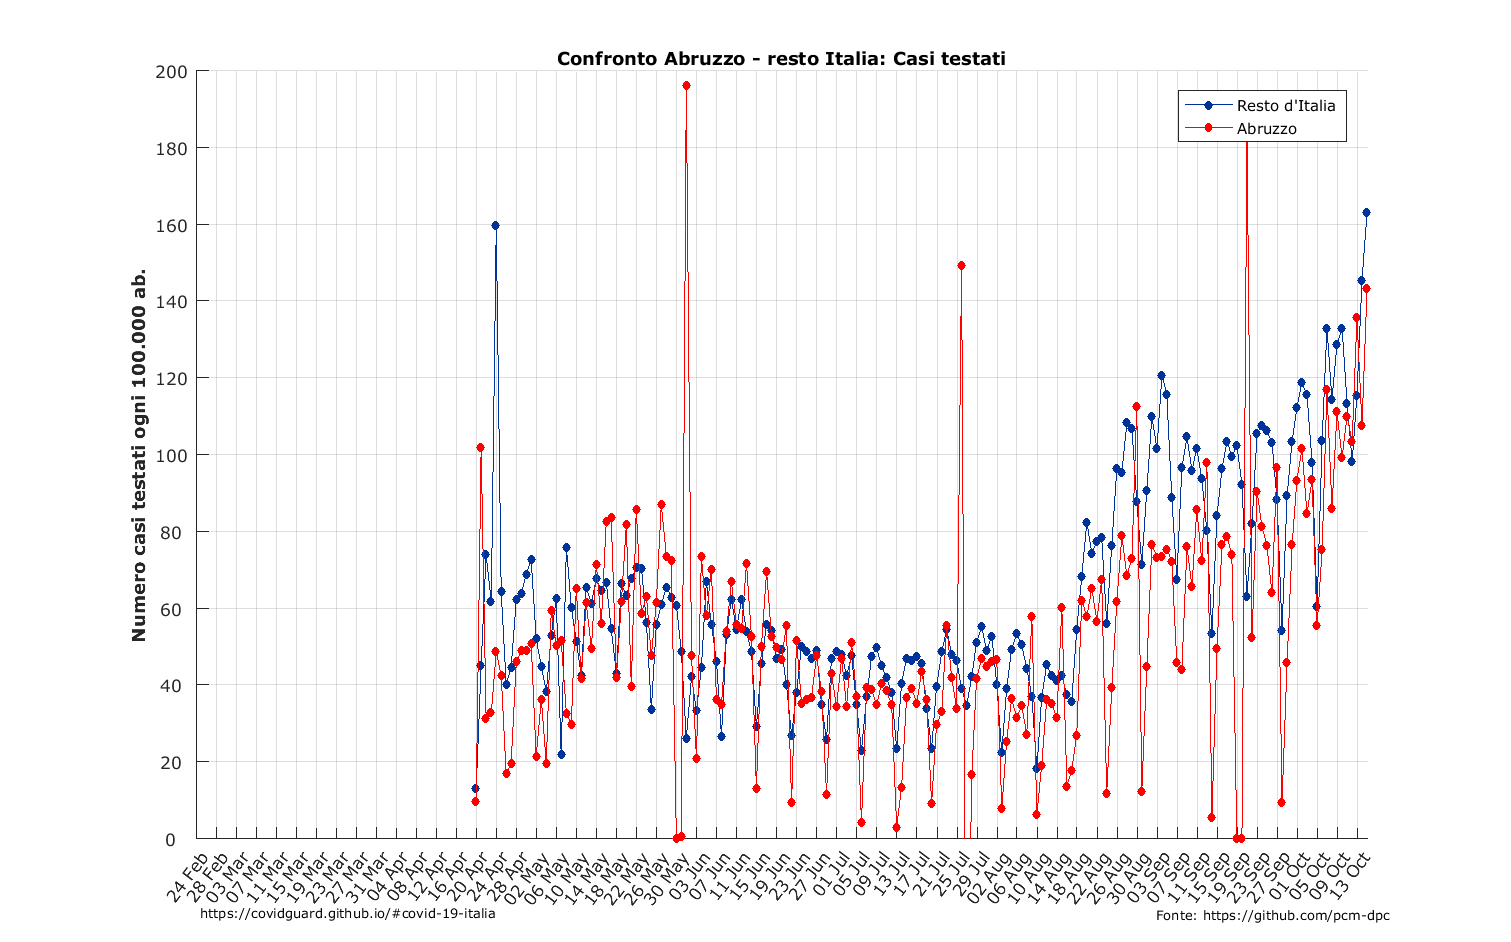 Confronto Abruzzo - resto Italia: Casi testati
Numero casi testati ogni 100.000 ab.
200
180
160
140
120
100
80
60
40
20
0
Resto d'Italia
Abruzzo
24 Feb
28 Feb
03 Mar
07 Mar
11 Mar
15 Mar
19 Mar
23 Mar
27 Mar
31 Mar
04 Apr
08 Apr
12 Apr
16 Apr
20 Apr
24 Apr
28 Apr
02 May
06 May
10 May
14 May
18 May
22 May
26 May
30 May
03 Jun
07 Jun
11 Jun
15 Jun
19 Jun
23 Jun
27 Jun
01 Jul
05 Jul
09 Jul
13 Jul
17 Jul
21 Jul
25 Jul
29 Jul
02 Aug
06 Aug
10 Aug
14 Aug
18 Aug
22 Aug
26 Aug
30 Aug
03 Sep
07 Sep
11 Sep
15 Sep
19 Sep
23 Sep
27 Sep
01 Oct
05 Oct
09 Oct
13 Oct
https://covidguard.github.io/#covid-19-italia
Fonte: https://github.com/pcm-dpc